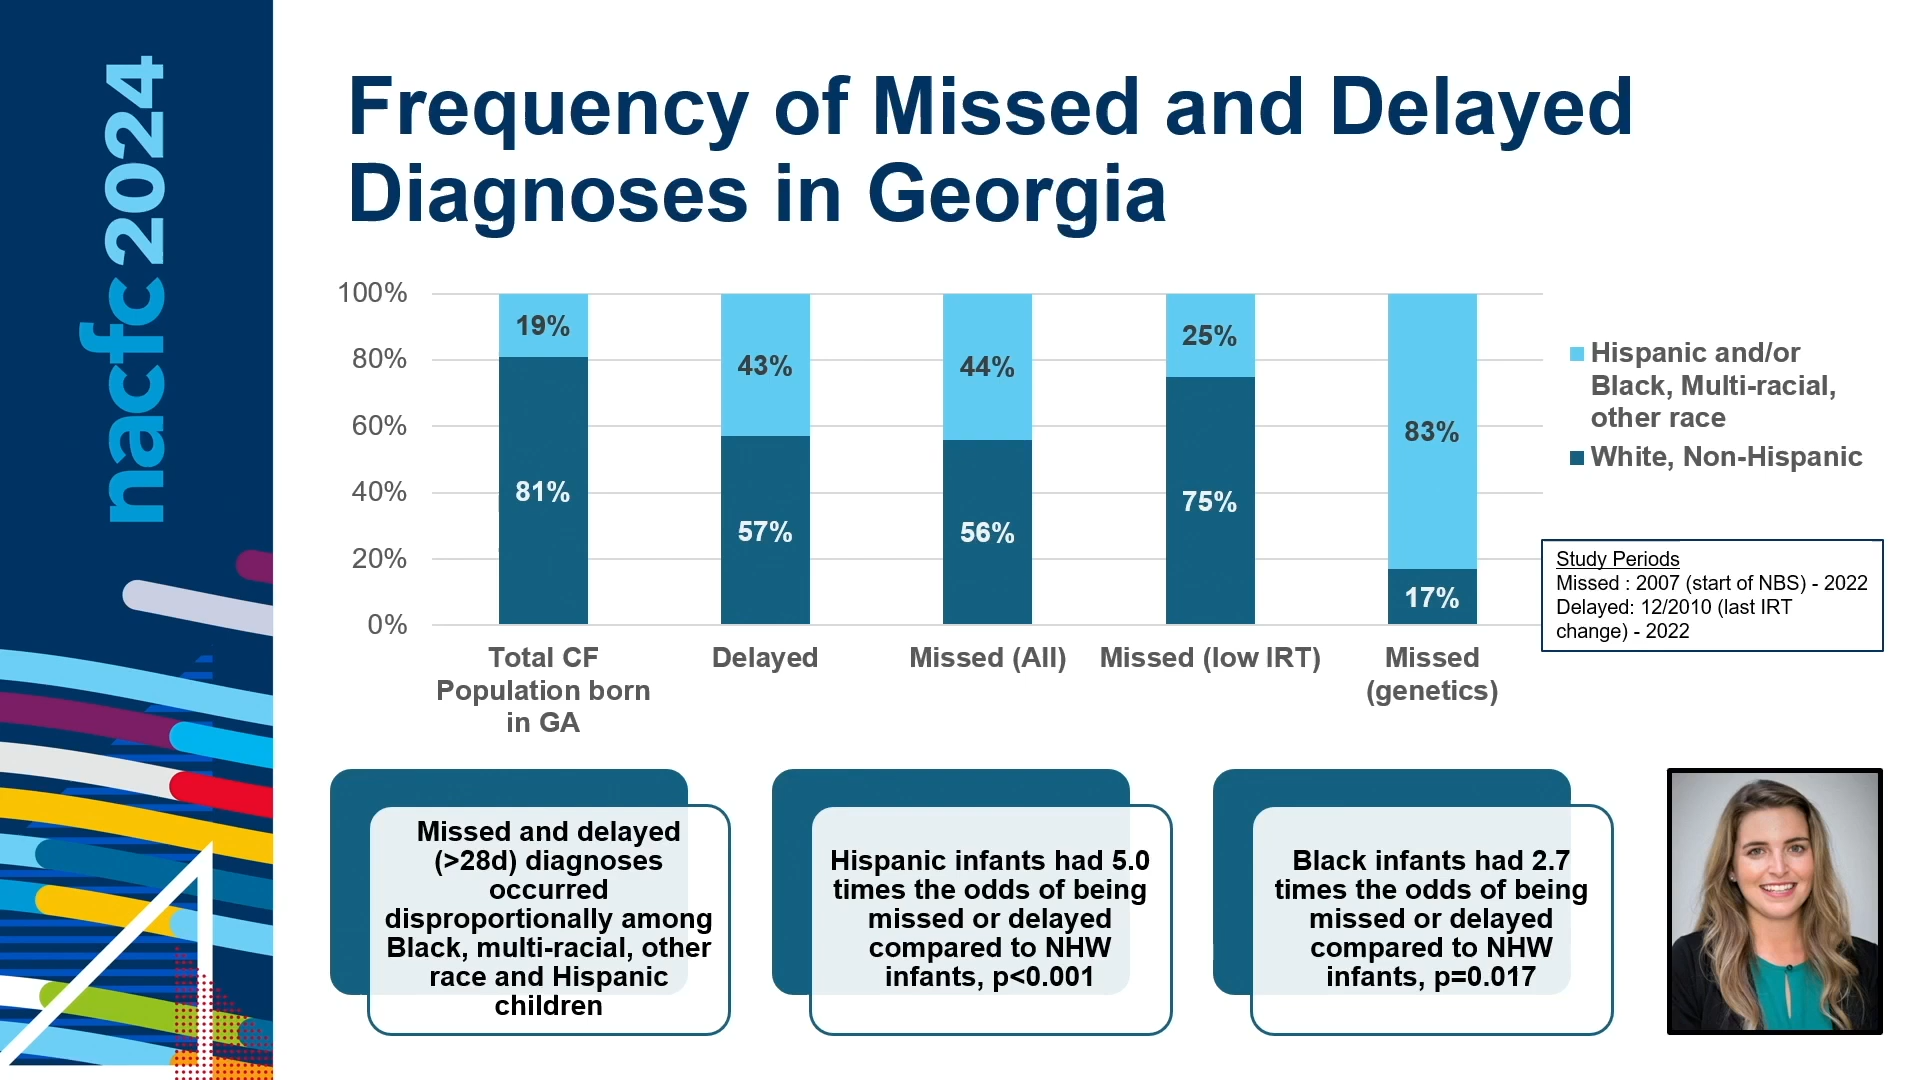 nacfc2024
Frequency of Missed and Delayed
Diagnoses in Georgia
100%
80%
60%
40%
20%
0%
19%
81%
43%
57%
44%
56%
25%
75%
83%
17%
Total CF
Population born
in GA
Delayed
Missed (All)
Missed (low IRT)
Missed
(genetics)
Hispanic and/or
Black, Multi-racial,
other race
White, Non-Hispanic
Study Periods
Missed : 2007 (start of NBS) - 2022
Delayed: 12/2010 (last IRT
change) - 2022
Missed and delayed
(>28d) diagnoses
occurred
disproportionally among
Black, multi-racial, other
race and Hispanic
children
Hispanic infants had 5.0
times the odds of being
missed or delayed
compared to NHW
infants, p<0.001
Black infants had 2.7
times the odds of being
missed or delayed
compared to NHW
infants, p=0.017